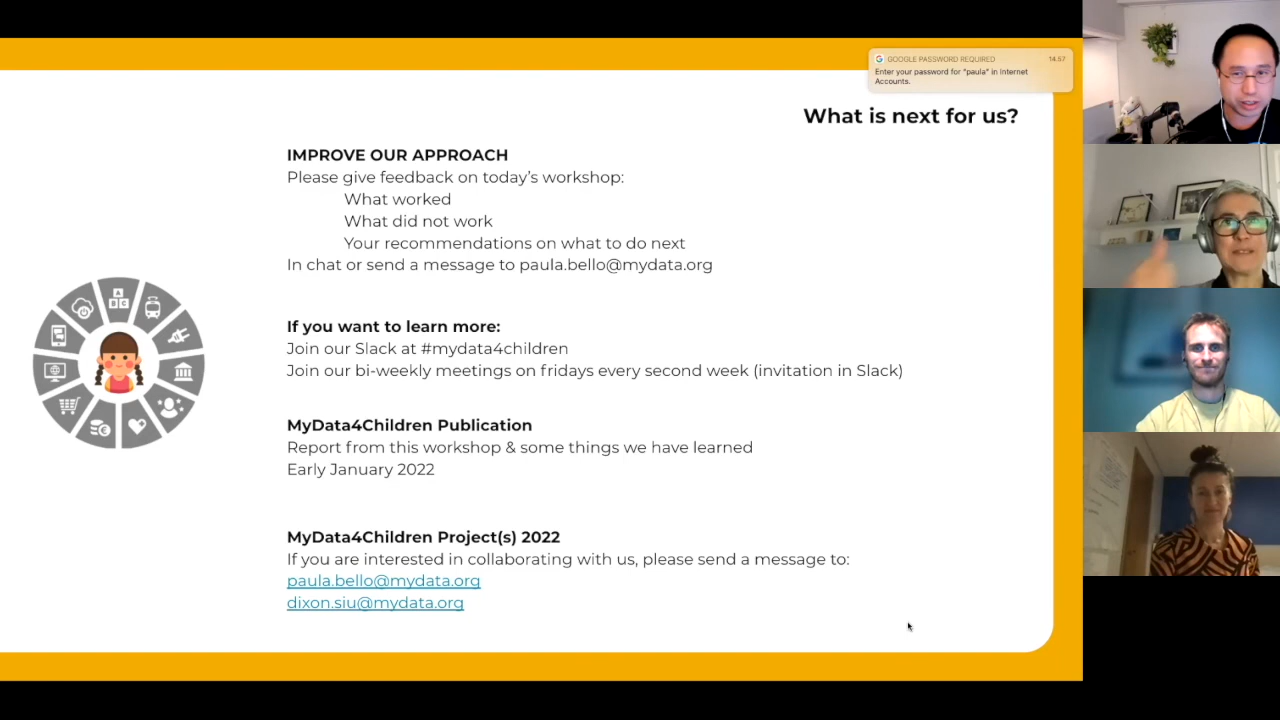 GOOGLE PASSWORD REQUIRED 14.57
Enter your password for "paula" in Internet
Accounts.
What is next for us?
IMPROVE OUR APPROACH
Please give feedback on today's workshop:
What worked
What did not work
Your recommendations on what to do next
In chat or send a message to paula.bello@mydata.org
If you want to learn more:
Join our Slack at #mydata4children
Join our bi-weekly meetings on fridays every second week (invitation in Slack)
MyData4Children Publication
Report from this workshop & some things we have learned
Early January 2022
MyData4Children Project(s) 2022
If you are interested in collaborating with us, please send a message to:
paula.bello@mydata.org
dixon.siu@mydata.org
A
B C